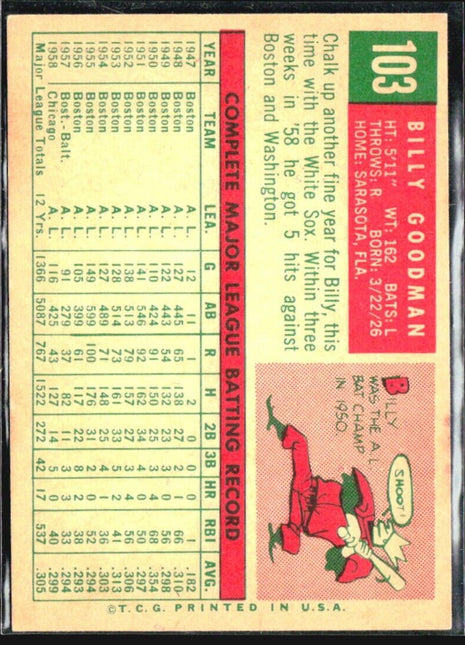 103
BILLY GOODMAN
HT: 5'11" WT: 162 BATS: L
THROWS: R BORN: 3/22/26
HOME: SARASOTA, FLA.
Chalk up another fine year for Billy, this
time with the White Sox. Within three
weeks in '58 he got 5 hits against
Boston and Washington.
BILLY
WAS THE A.L.
BAT CHAMP
IN 1950.
SHOOT!
COMPLETE MAJOR LEAGUE BATTING RECORD
YEAR TEAM LEA. G AB R H 2B 3B HR RBI AVG.
1947 Boston A. L. 12 11 1 2 0 0 0 1 .182
1948 Boston A. L. 127 445 65 138 27 2 1 66 .310
1949 Boston A. L. 122 443 54 132 23 3 0 56 .298
1950 Boston A. L. 110 424 91 150 25 3 4 68 .354
1951 Boston A. L. 141 546 92 162 34 4 0 50 .297
1952 Boston A. L. 138 513 79 157 27 3 4 56 .306
1953 Boston A. L. 128 514 73 161 33 5 2 41 .313
1954 Boston A. L. 127 489 71 148 25 4 1 36 .303
1955 Boston A. L. 149 599 100 176 31 2 0 52 .294
1956 Boston A. L. 105 399 61 117 22 8 2 38 .293
1957 Bost.-Balt. A. L. 91 279 37 82 11 3 3 33 .294
1958 Chicago A. L. 116 425 41 127 15 5 0 40 .299
Major League Totals 12 Yrs. 1366 5087 767 1522 272 42 17 537 .305
©T.C.G. PRINTED IN U.S.A.